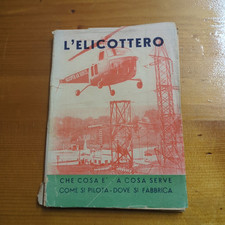 L'ELICOTTERO
CHE COSA È A COSA SERVE
COME SI PILOTA - DOVE SI FABBRICA